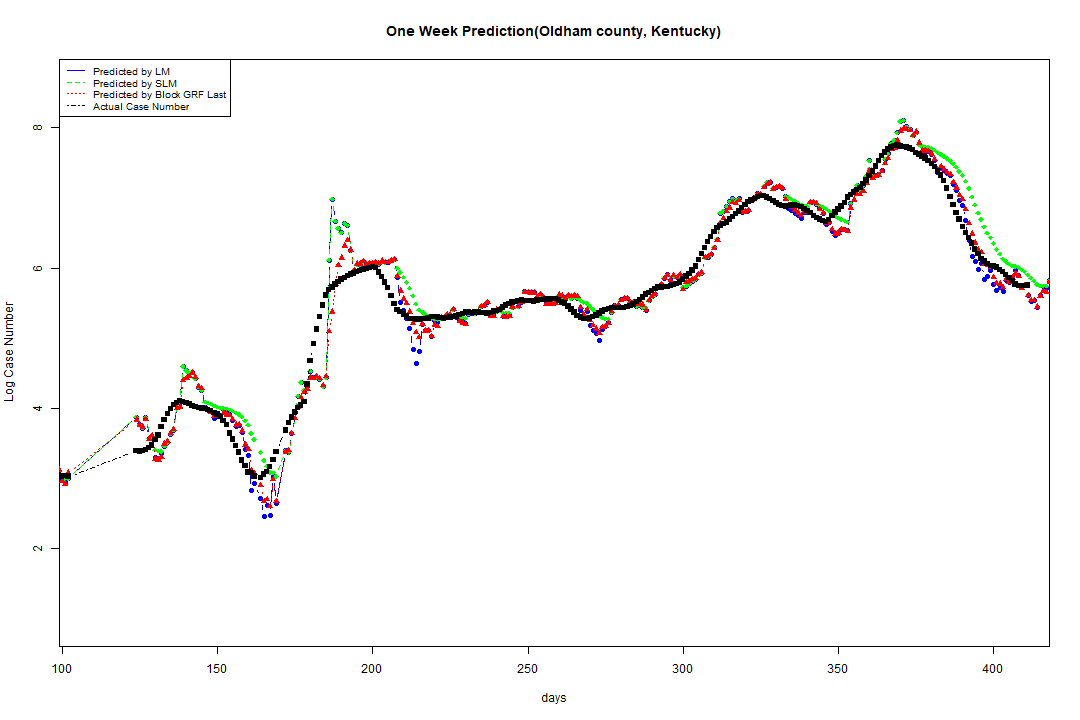 One Week Prediction(Oldham county, Kentucky)
Predicted by LM
Predicted by SLM
Predicted by Block GRF Last
Actual Case Number
8
6
4
2
Log Case Number
100 150 200 250 300 350 400
days